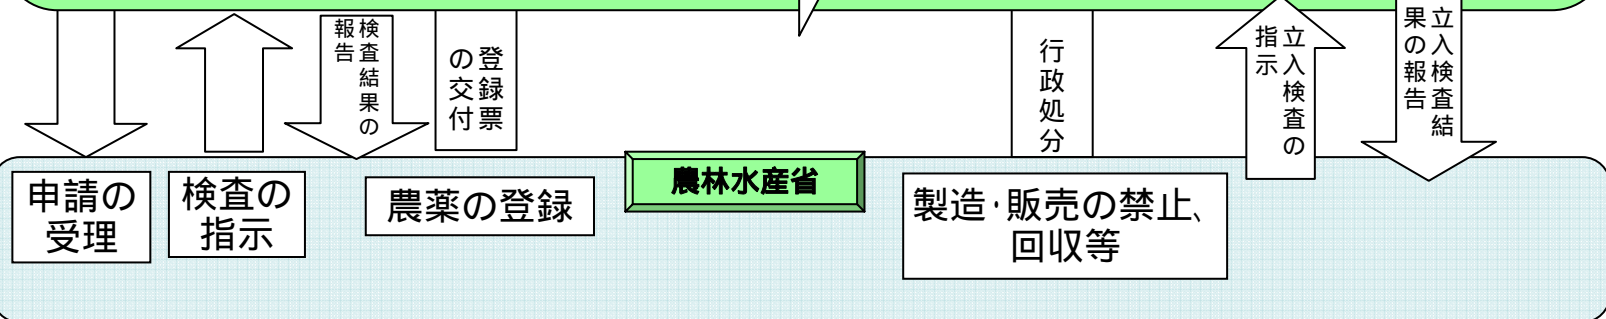 検査結果の
報告
登録票
の交付
行政処分
立入検査の
指示
立入検査結
果の報告
申請の
受理
検査の
指示
農薬の登録
農林水産省
製造・販売の禁止、
回収等